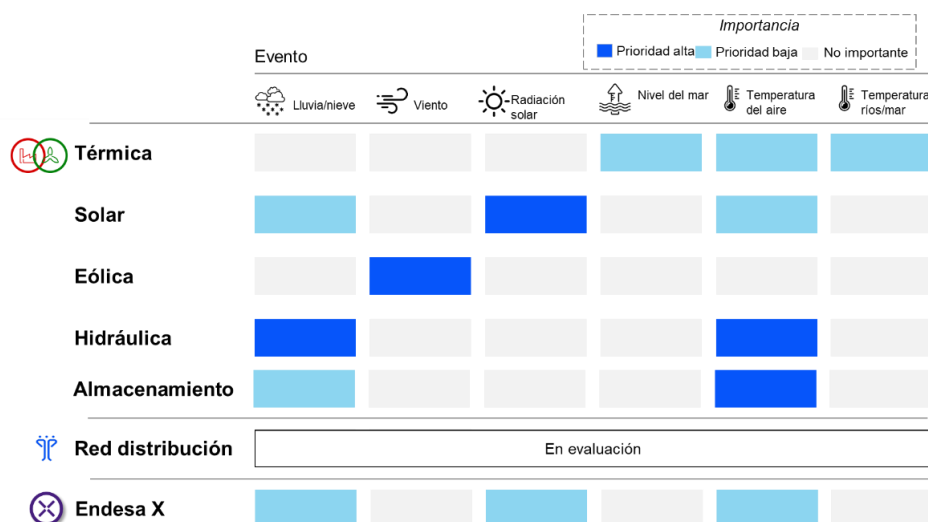 Importancia
Prioridad alta Prioridad baja No importante
Evento
Lluvia/nieve
Viento
Radiación
solar
Nivel del mar
Temperatura
del aire
Temperatura
ríos/mar
Térmica
Solar
Eólica
Hidráulica
Almacenamiento
Red distribución
En evaluación
Endesa X